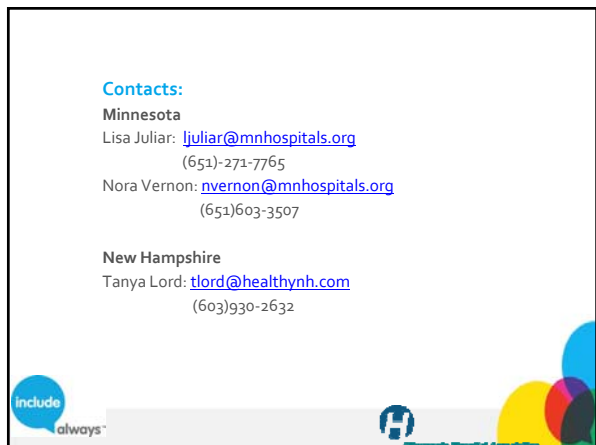 Contacts:
Minnesota
Lisa Juliar: ljuliar@mnhospitals.org
(651)-271-7765
Nora Vernon: nvernon@mnhospitals.org
(651)603-3507
New Hampshire
Tanya Lord: tlord@healthynh.com
(603)930-2632
include
always™